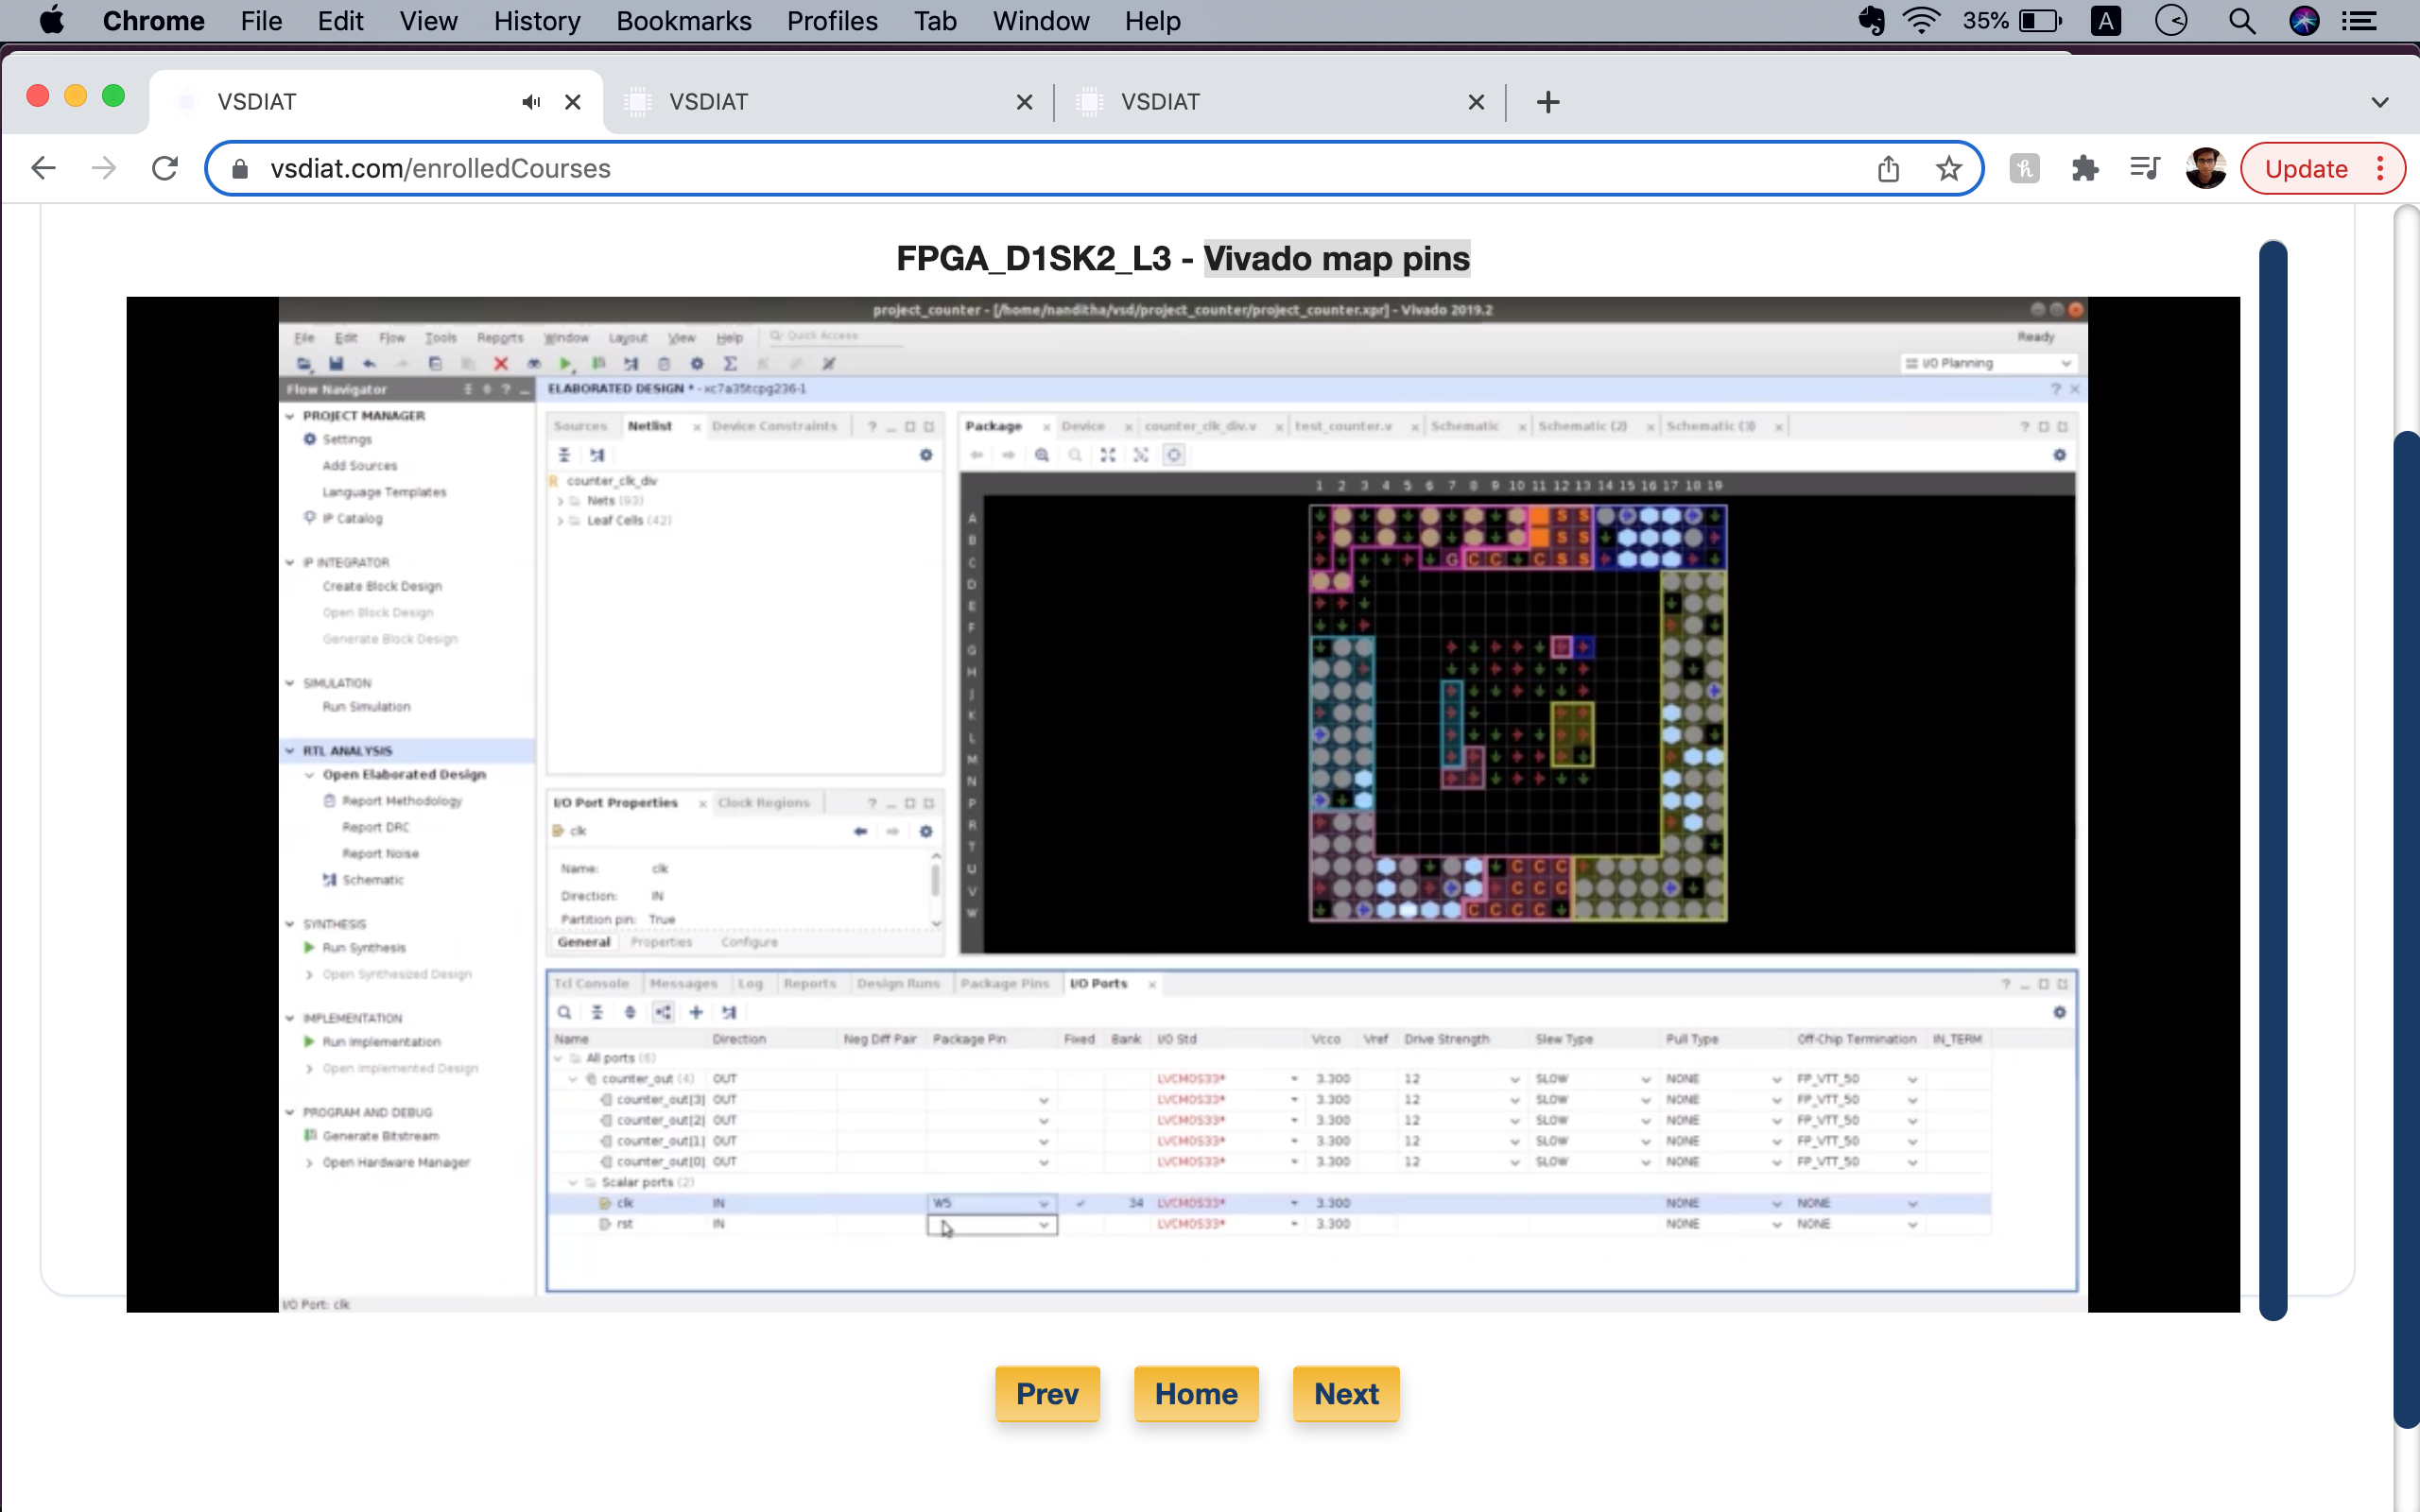 Chrome File Edit View History Bookmarks Profiles Tab Window Help 35% A
VSDIAT VSDIAT VSDIAT
vsdiat.com/enrolledCourses Update
FPGA_D1SK2_L3 - Vivado map pins
project_counter - [/home/nanditha/vsd/project_counter/project_counter.xpr] - Vivado 2019.2
File Edit Flow Tools Reports Window Layout View Help Quick Access Ready
I/O Planning
Flow Navigator
ELABORATED DESIGN * - xc7a35tcpg236-1
PROJECT MANAGER
Settings
Add Sources
Language Templates
IP Catalog
IP INTEGRATOR
Create Block Design
Open Block Design
Generate Block Design
SIMULATION
Run Simulation
RTL ANALYSIS
Open Elaborated Design
Report Methodology
Report DRC
Report Noise
Schematic
SYNTHESIS
Run Synthesis
Open Synthesized Design
IMPLEMENTATION
Run Implementation
Open Implemented Design
PROGRAM AND DEBUG
Generate Bitstream
Open Hardware Manager
Sources Netlist Device Constraints
counter_clk_div
Nets (93)
Leaf Cells (42)
I/O Port Properties Clock Regions
clk
Name: clk
Direction: IN
Partition pin: True
General Properties Configure
Package Device counter_clk_div.v test_counter.v Schematic Schematic (2) Schematic (3)
1 2 3 4 5 6 7 8 9 10 11 12 13 14 15 16 17 18 19
A
B
C
D
E
F
G
H
J
K
L
M
N
P
R
T
U
V
W
Tcl Console Messages Log Reports Design Runs Package Pins I/O Ports
Name Direction Neg Diff Pair Package Pin Fixed Bank I/O Std Vcco Vref Drive Strength Slew Type Pull Type Off-Chip Termination IN_TERM
All ports (6)
counter_out (4) OUT LVCMOS33* 3.300 12 SLOW NONE FP_VTT_50
counter_out[3] OUT LVCMOS33* 3.300 12 SLOW NONE FP_VTT_50
counter_out[2] OUT LVCMOS33* 3.300 12 SLOW NONE FP_VTT_50
counter_out[1] OUT LVCMOS33* 3.300 12 SLOW NONE FP_VTT_50
counter_out[0] OUT LVCMOS33* 3.300 12 SLOW NONE FP_VTT_50
Scalar ports (2)
clk IN W5 34 LVCMOS33* 3.300 NONE NONE
rst IN LVCMOS33* 3.300 NONE NONE
I/O Port: clk
Prev Home Next